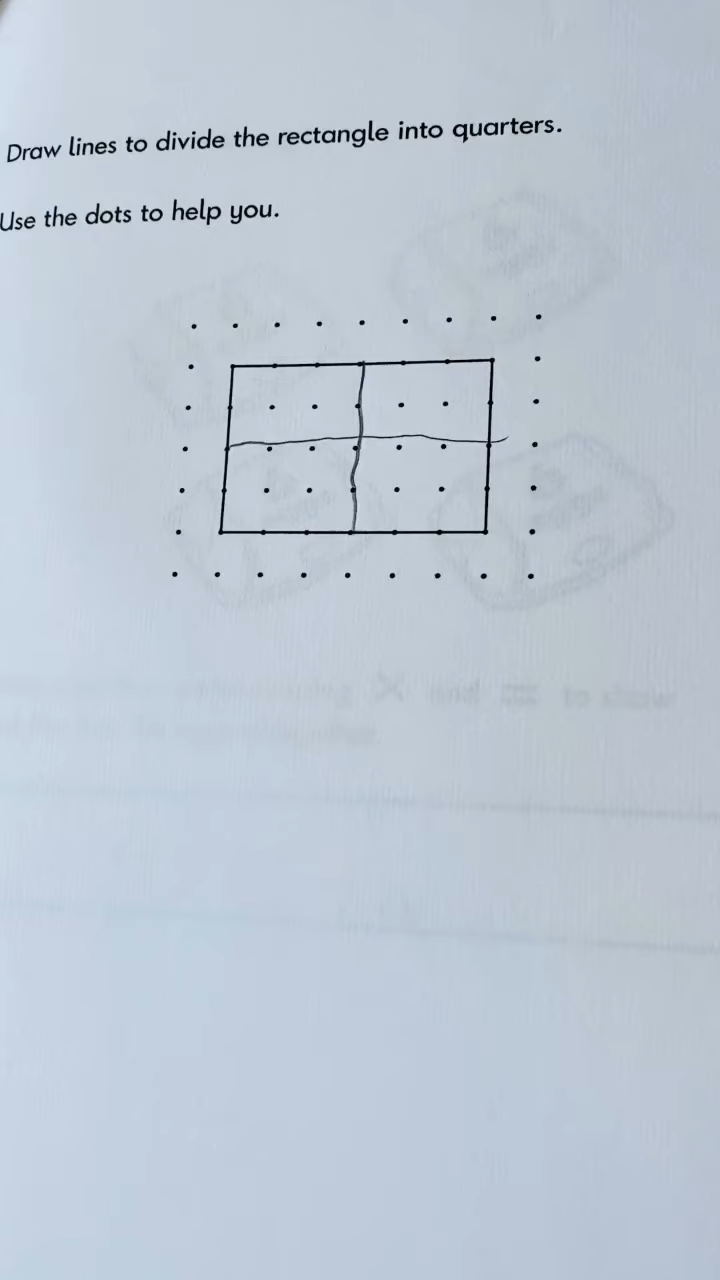 Draw lines to divide the rectangle into quarters.
Use the dots to help you.